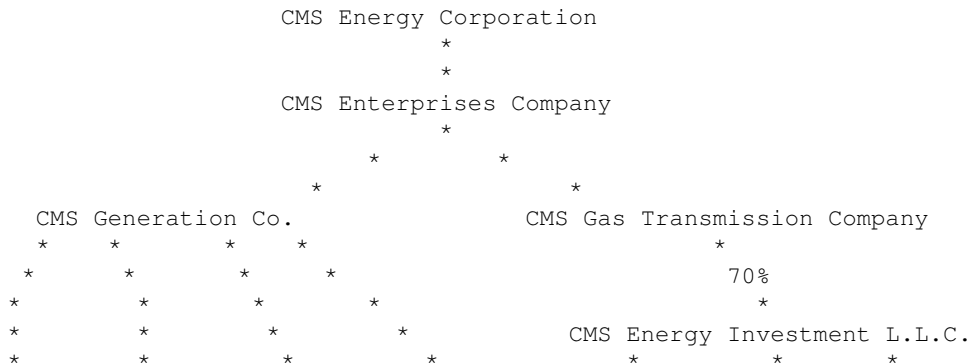 CMS Energy Corporation
*
*
CMS Enterprises Company
*
* *
* *
CMS Generation Co. CMS Gas Transmission Company
* * * * *
* * * * 70%
* * * * *
* * * * CMS Energy Investment L.L.C.
* * * * * * *